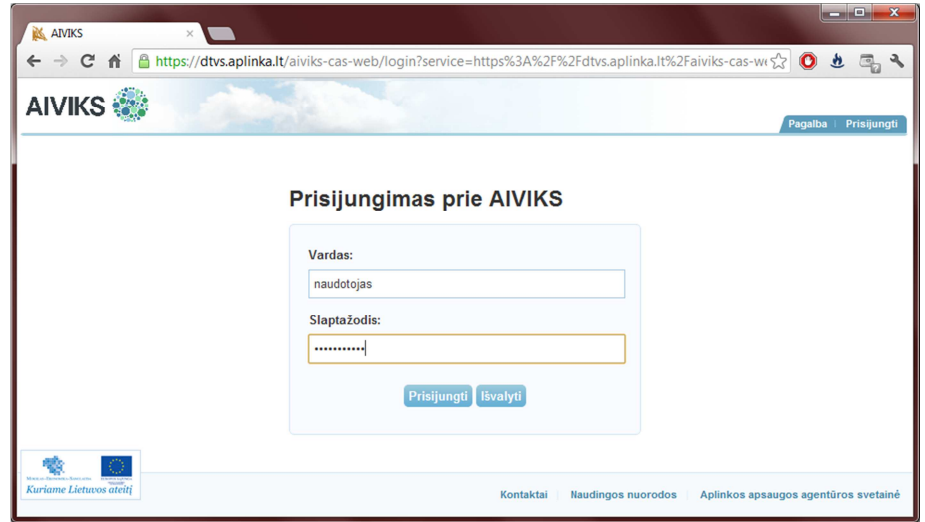 AIVIKS
https://dtvs.aplinka.lt/aiviks-cas-web/login?service=https%3A%2F%2Fdtvs.aplinka.lt%2Faiviks-cas-we
AIVIKS
Pagalba Prisijungti
Prisijungimas prie AIVIKS
Vardas:
naudotojas
Slaptažodis:
•••••••••••
Prisijungti Išvalyti
Kuriame Lietuvos ateitį
Kontaktai Naudingos nuorodos Aplinkos apsaugos agentūros svetainė